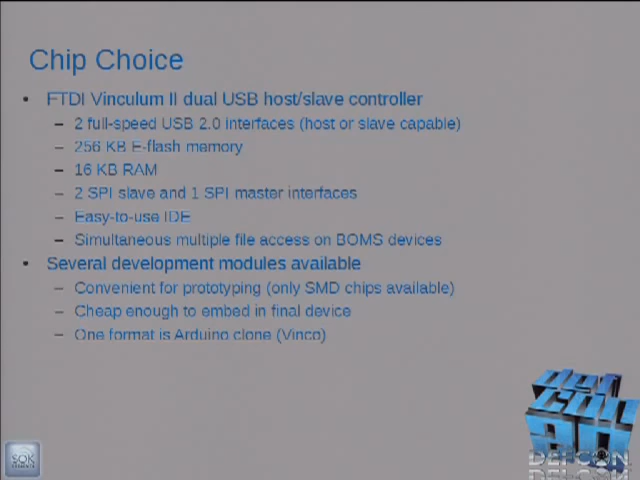 Chip Choice
• FTDI Vinculum II dual USB host/slave controller
– 2 full-speed USB 2.0 interfaces (host or slave capable)
– 256 KB E-flash memory
– 16 KB RAM
– 2 SPI slave and 1 SPI master interfaces
– Easy-to-use IDE
– Simultaneous multiple file access on BOMS devices
• Several development modules available
– Convenient for prototyping (only SMD chips available)
– Cheap enough to embed in final device
– One format is Arduino clone (Vinco)
DEFCON